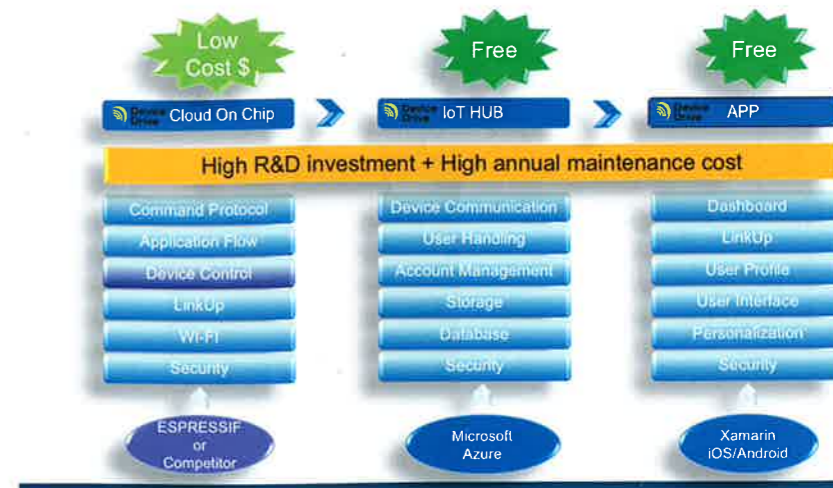 Low
Cost $
Free
Free
Device
Drive
Cloud On Chip
Device
Drive
IoT HUB
Device
Drive
APP
High R&D investment + High annual maintenance cost
Command Protocol
Application Flow
Device Control
LinkUp
Wi-Fi
Security
ESPRESSIF
or
Competitor
Device Communication
User Handling
Account Management
Storage
Database
Security
Microsoft
Azure
Dashboard
LinkUp
User Profile
User Interface
Personalization
Security
Xamarin
iOS/Android